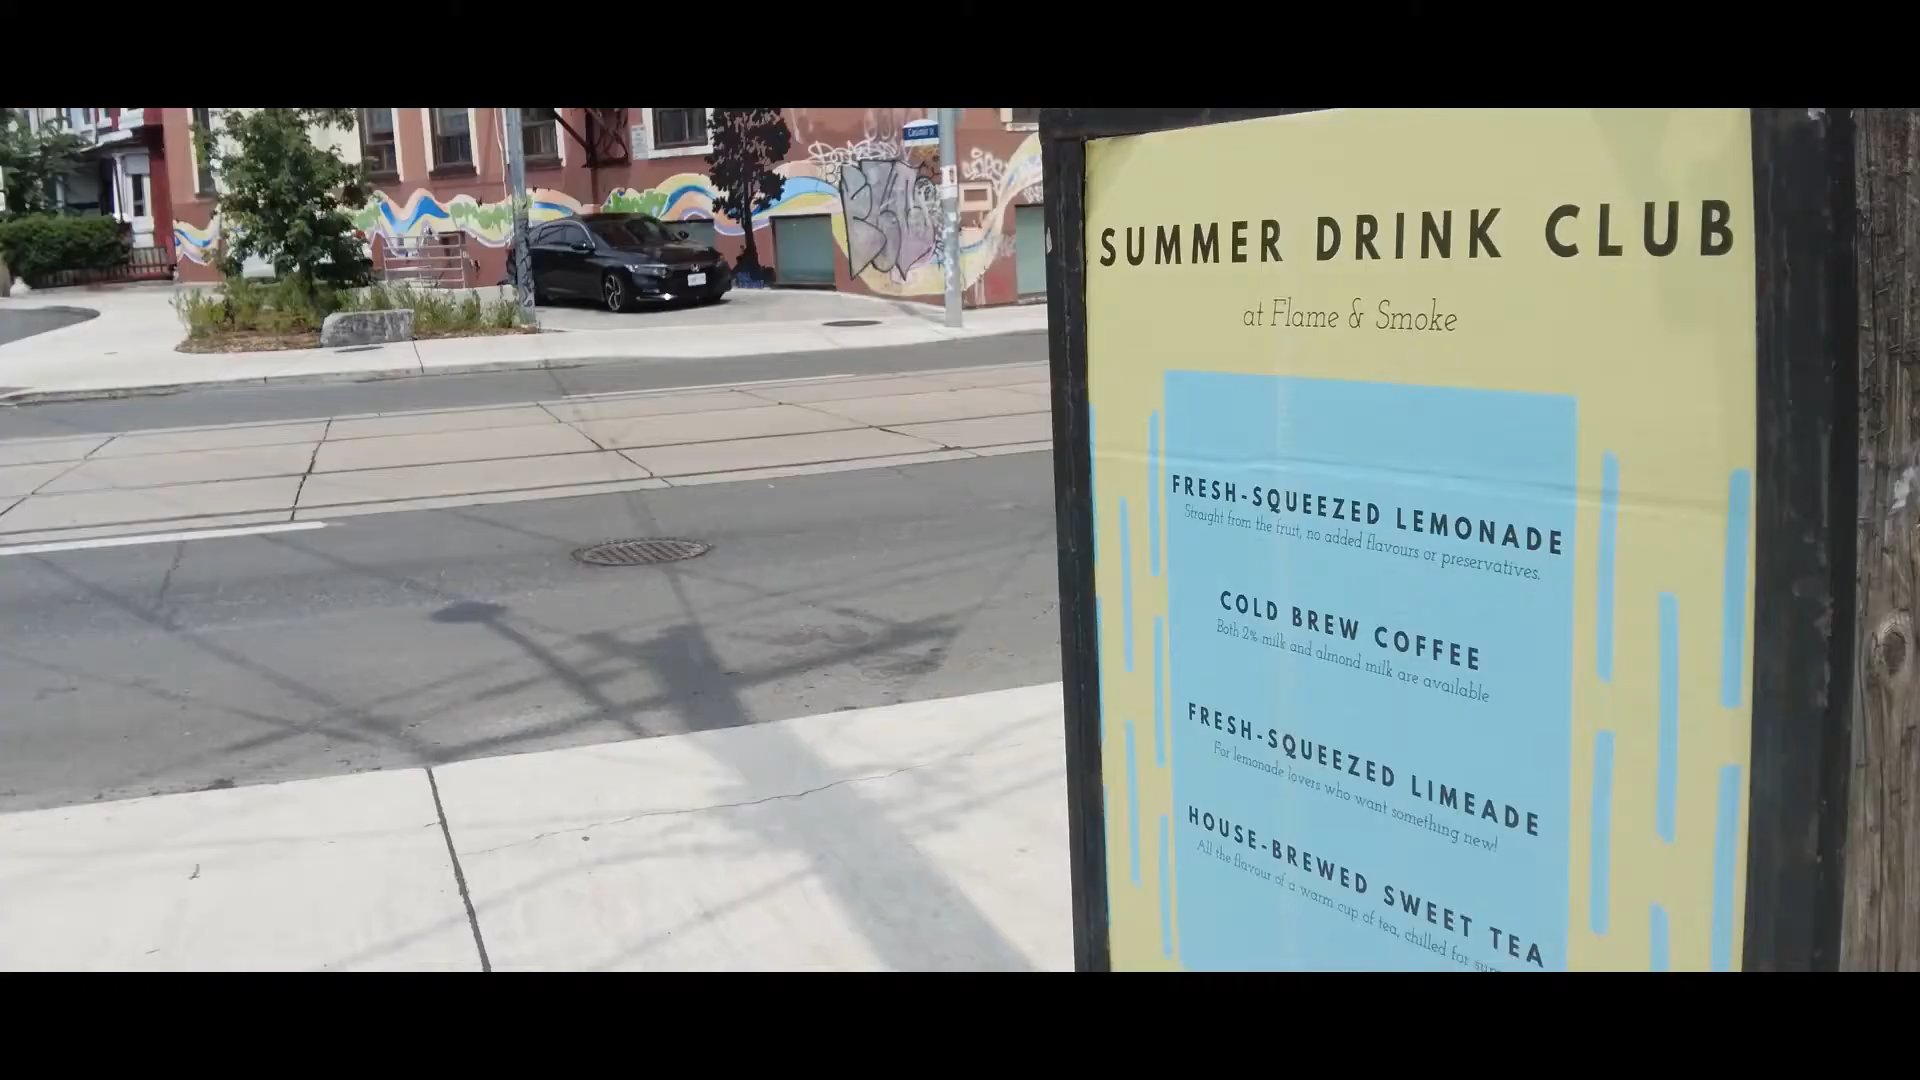 SUMMER DRINK CLUB
at Flame & Smoke
FRESH-SQUEEZED LEMONADE
Straight from the fruit, no added flavours or preservatives.
COLD BREW COFFEE
Both 2% milk and almond milk are available
FRESH-SQUEEZED LIMEADE
For lemonade lovers who want something new!
HOUSE-BREWED SWEET TEA
All the flavour of a warm cup of tea, chilled for